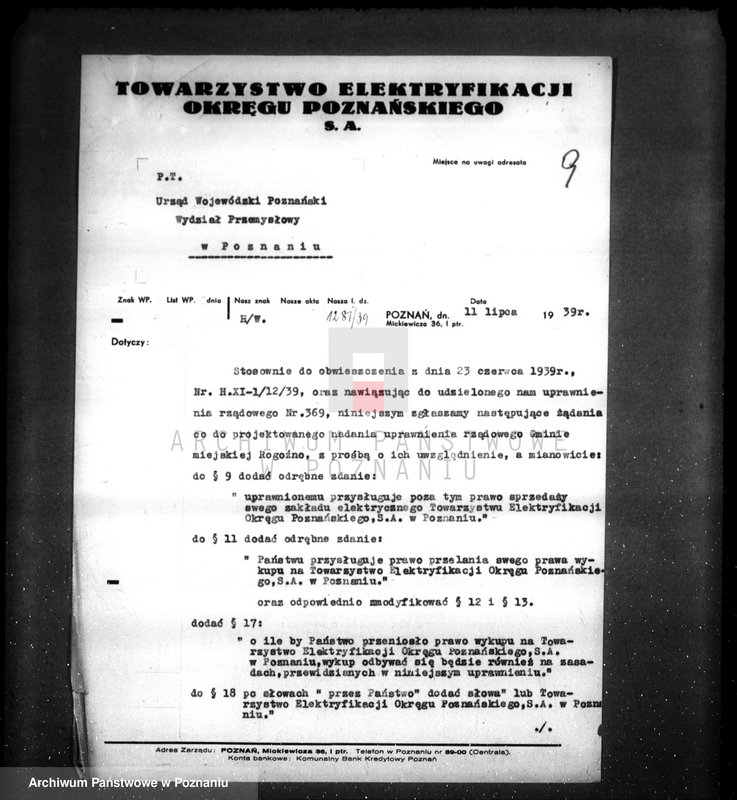 TOWARZYSTWO ELEKTRYFIKACJI
OKRĘGU POZNAŃSKIEGO
S. A.
Miejsce na uwagi adresata
9
P.T.
Urząd Wojewódzki Poznański
Wydział Przemysłowy
w Poznaniu
Znak WP. List WP. dnia Nasz znak Nasze akta Nasza l. dz. Data
H/W. 1281/39 POZNAŃ, dn. 11 lipca 19 39r.
Mickiewicza 36, I ptr.
Dotyczy:
Stosownie do obwieszczenia z dnia 23 czerwca 1939r.,
Nr. H.XI-1/12/39, oraz nawiązując do udzielonego nam uprawnie-
nia rządowego Nr.369, niniejszym zgłaszamy następujące żądania
co do projektowanego nadania uprawnienia rządowego Gminie
miejskiej Rogoźno, z prośbą o ich uwzględnienie, a mianowicie:
do § 9 dodać odrębne zdanie:
" uprawnionemu przysługuje poza tym prawo sprzedaży
swego zakładu elektrycznego Towarzystwu Elektryfikacji
Okręgu Poznańskiego,S.A. w Poznaniu."
do § 11 dodać odrębne zdanie:
" Państwu przysługuje prawo przelania swego prawa wy-
kupu na Towarzystwo Elektryfikacji Okręgu Poznańskie-
go,S.A. w Poznaniu."
oraz odpowiednio zmodyfikować § 12 i § 13.
dodać § 17:
" o ile by Państwo przeniosło prawo wykupu na Towa-
rzystwo Elektryfikacji Okręgu Poznańskiego,S.A.
w Poznaniu,wykup odbywać się będzie również na zasa-
dach,przewidzianych w niniejszym uprawnieniu."
do § 18 po słowach " przez Państwo" dodać słowa" lub Towa-
rzystwo Elektryfikacji Okręgu Poznańskiego,S.A. w Pozna
niu."
./.
Adres Zarządu: POZNAŃ, Mickiewicza 36, I ptr. Telefon w Poznaniu nr 89-00 (Centrala).
Konta bankowe: Komunalny Bank Kredytowy Poznań
ARCHIWUM PAŃSTWOWE
W POZNANIU
Archiwum Państwowe w Poznaniu